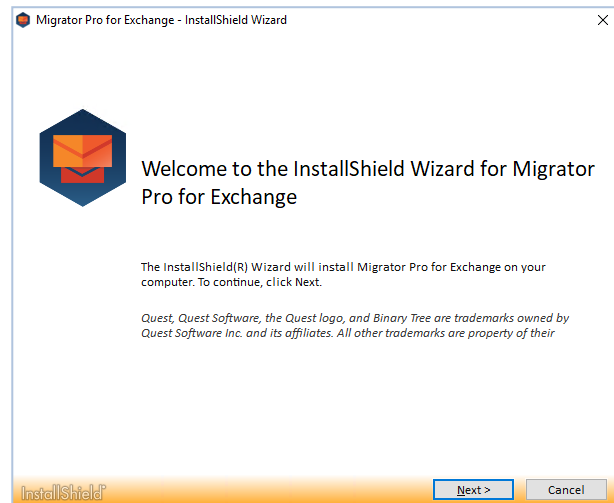 Migrator Pro for Exchange - InstallShield Wizard
Welcome to the InstallShield Wizard for Migrator
Pro for Exchange
The InstallShield(R) Wizard will install Migrator Pro for Exchange on your
computer. To continue, click Next.
Quest, Quest Software, the Quest logo, and Binary Tree are trademarks owned by
Quest Software Inc. and its affiliates. All other trademarks are property of their
InstallShield
Next >
Cancel